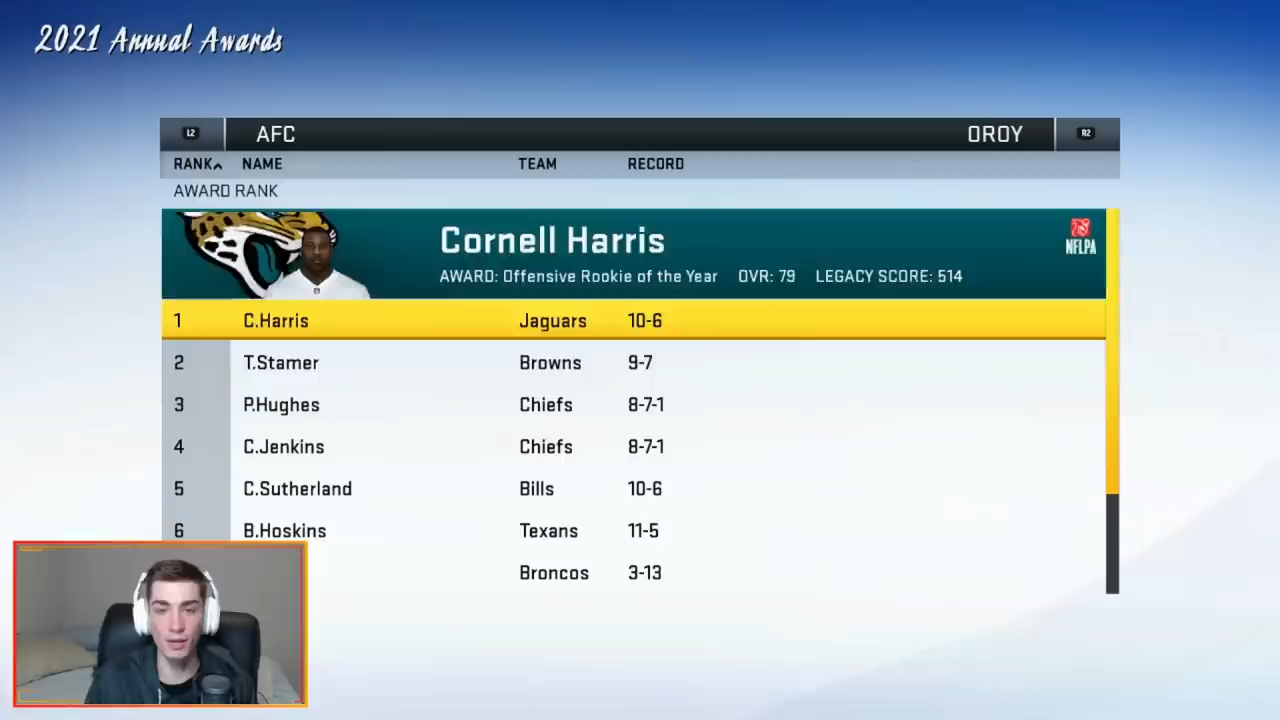 2021 Annual Awards
L2 AFC OROY R2
RANK NAME TEAM RECORD
AWARD RANK
Cornell Harris
NFLPA
AWARD: Offensive Rookie of the Year OVR: 79 LEGACY SCORE: 514
1 C.Harris Jaguars 10-6
2 T.Stamer Browns 9-7
3 P.Hughes Chiefs 8-7-1
4 C.Jenkins Chiefs 8-7-1
5 C.Sutherland Bills 10-6
6 B.Hoskins Texans 11-5
Broncos 3-13